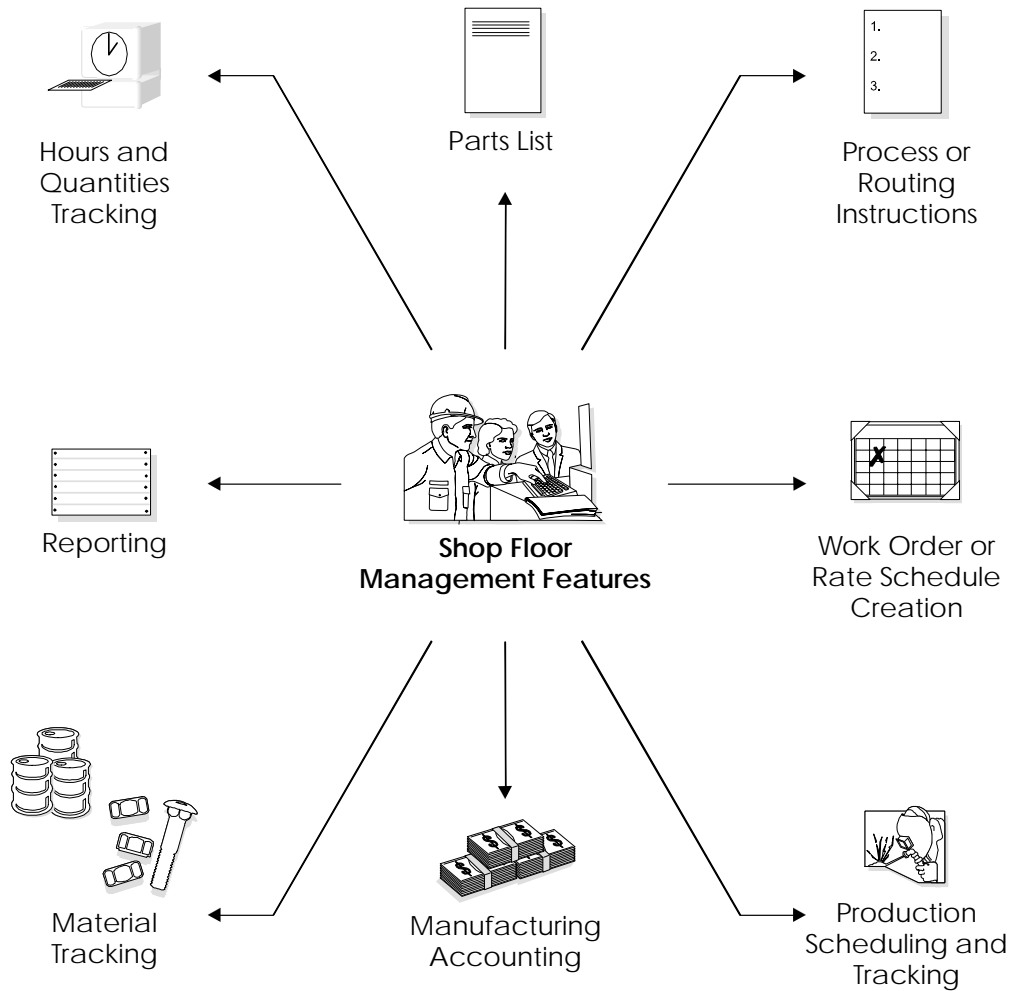 1.
2.
3.
Hours and
Quantities
Tracking
Parts List
Process or
Routing
Instructions
Reporting
Shop Floor
Management Features
X
Work Order or
Rate Schedule
Creation
Material
Tracking
$ $
$ $
Manufacturing
Accounting
Production
Scheduling and
Tracking